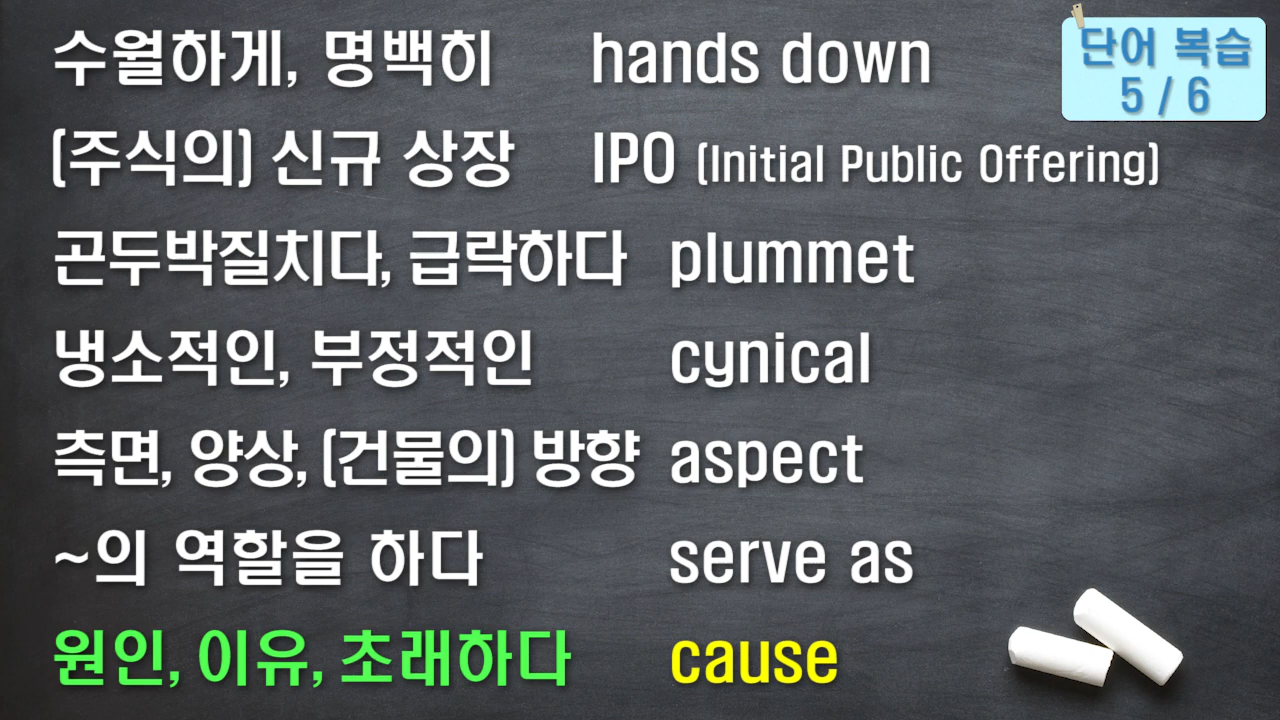 수월하게, 명백히 hands down
(주식의) 신규 상장 IPO (Initial Public Offering)
곤두박질치다, 급락하다 plummet
냉소적인, 부정적인 cynical
측면, 양상, (건물의) 방향 aspect
~의 역할을 하다 serve as
원인, 이유, 초래하다 cause
단어 복습
5 / 6